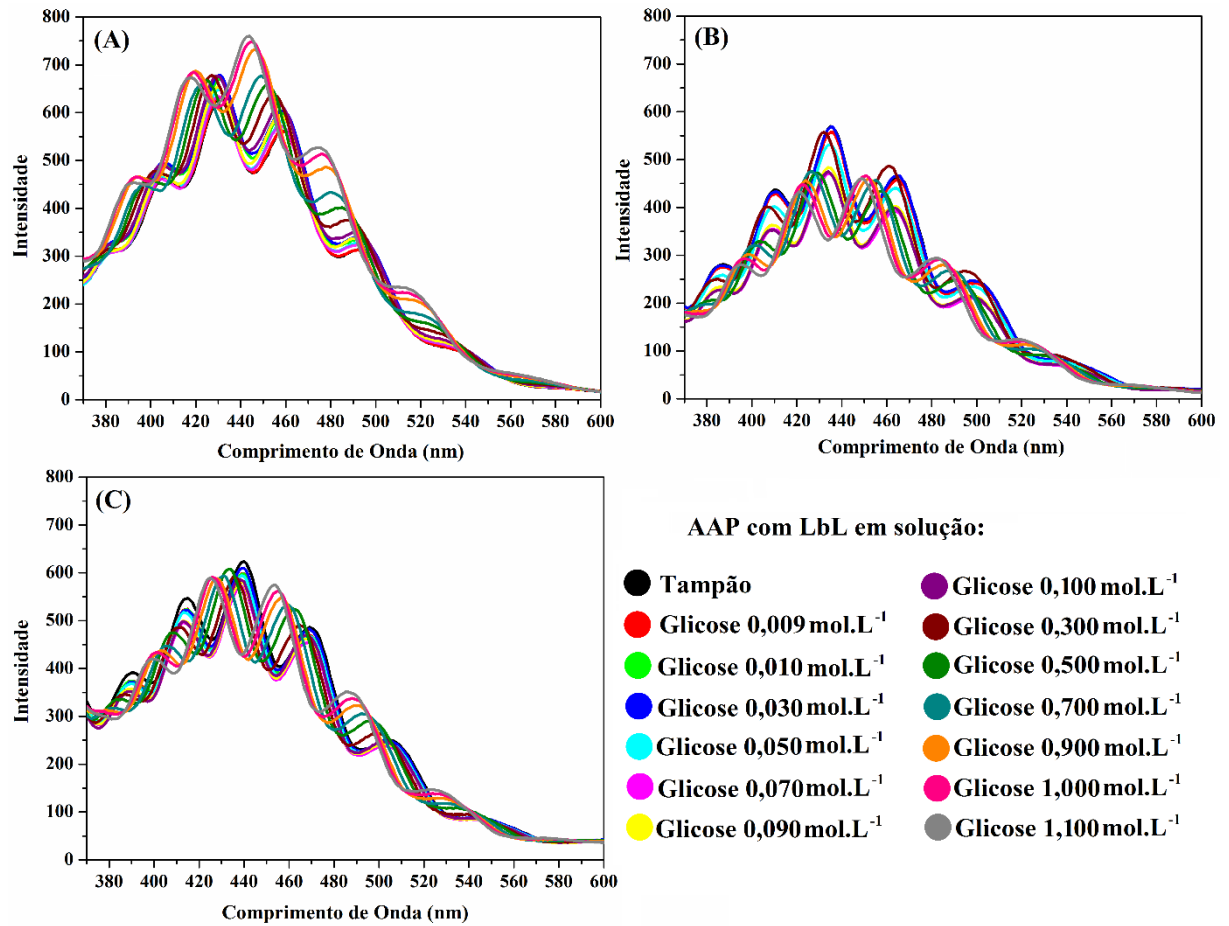 (A)
800
700
600
500
400
300
200
100
0
Intensidade
380 400 420 440 460 480 500 520 540 560 580 600
Comprimento de Onda (nm)
(B)
800
700
600
500
400
300
200
100
0
Intensidade
380 400 420 440 460 480 500 520 540 560 580 600
Comprimento de Onda (nm)
(C)
800
700
600
500
400
300
200
100
0
Intensidade
380 400 420 440 460 480 500 520 540 560 580 600
Comprimento de Onda (nm)
AAP com LbL em solução:
Tampão
Glicose 0,009 mol.L⁻¹
Glicose 0,010 mol.L⁻¹
Glicose 0,030 mol.L⁻¹
Glicose 0,050 mol.L⁻¹
Glicose 0,070 mol.L⁻¹
Glicose 0,090 mol.L⁻¹
Glicose 0,100 mol.L⁻¹
Glicose 0,300 mol.L⁻¹
Glicose 0,500 mol.L⁻¹
Glicose 0,700 mol.L⁻¹
Glicose 0,900 mol.L⁻¹
Glicose 1,000 mol.L⁻¹
Glicose 1,100 mol.L⁻¹